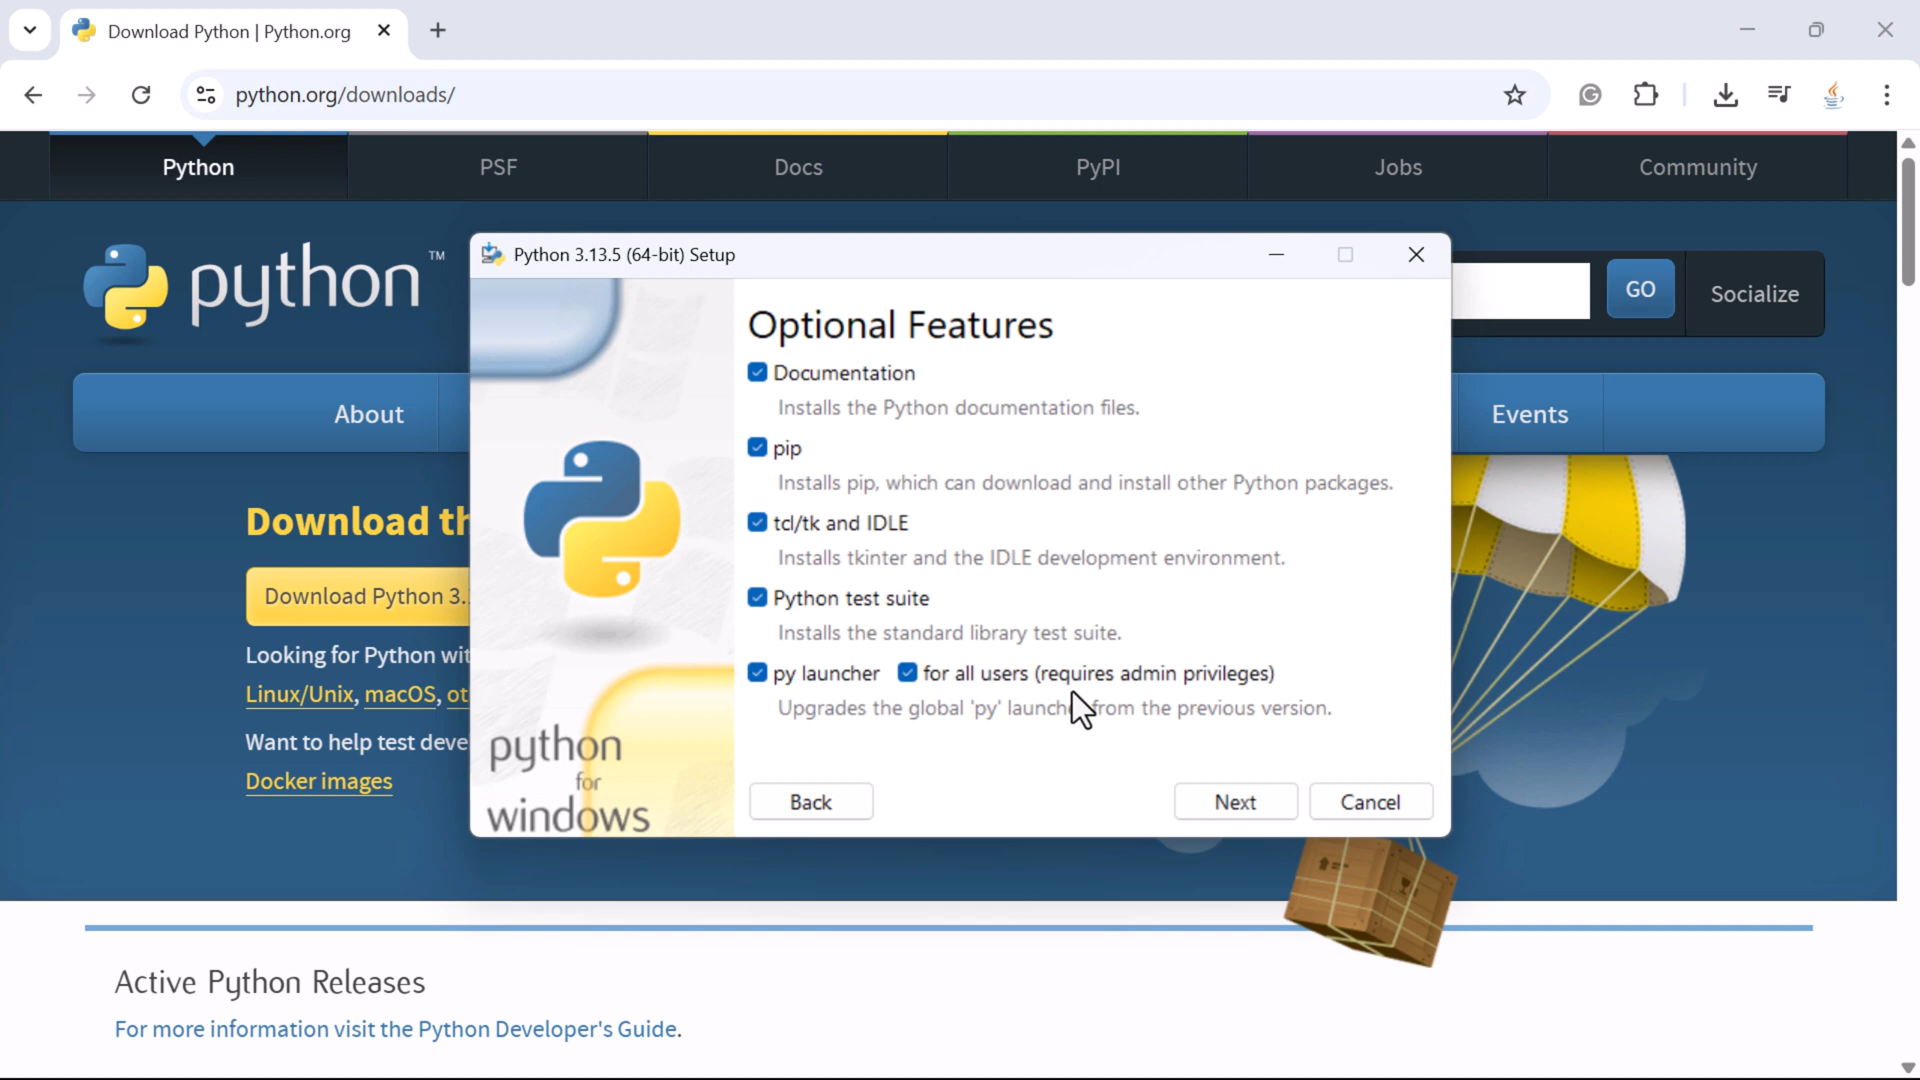 Download Python | Python.org
python.org/downloads/
Python
PSF
Docs
PyPI
Jobs
Community
python™
GO
Socialize
About
Events
Download th
Download Python 3.
Looking for Python wit
Linux/Unix, macOS, ot
Want to help test deve
Docker images
Python 3.13.5 (64-bit) Setup
Optional Features
Documentation
Installs the Python documentation files.
pip
Installs pip, which can download and install other Python packages.
tcl/tk and IDLE
Installs tkinter and the IDLE development environment.
Python test suite
Installs the standard library test suite.
py launcher for all users (requires admin privileges)
Upgrades the global 'py' launche from the previous version.
python
for
windows
Back
Next
Cancel
Active Python Releases
For more information visit the Python Developer's Guide.